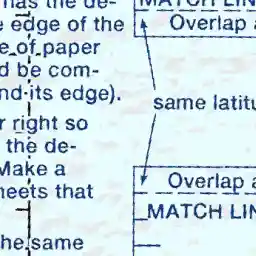 has the de-
edge of the
of paper
d be com-
nd its edge).
r right so
the de-
Make a
heets that
he same
MATCH LIN
Overlap a
same latitu
Overlap a
MATCH LIN